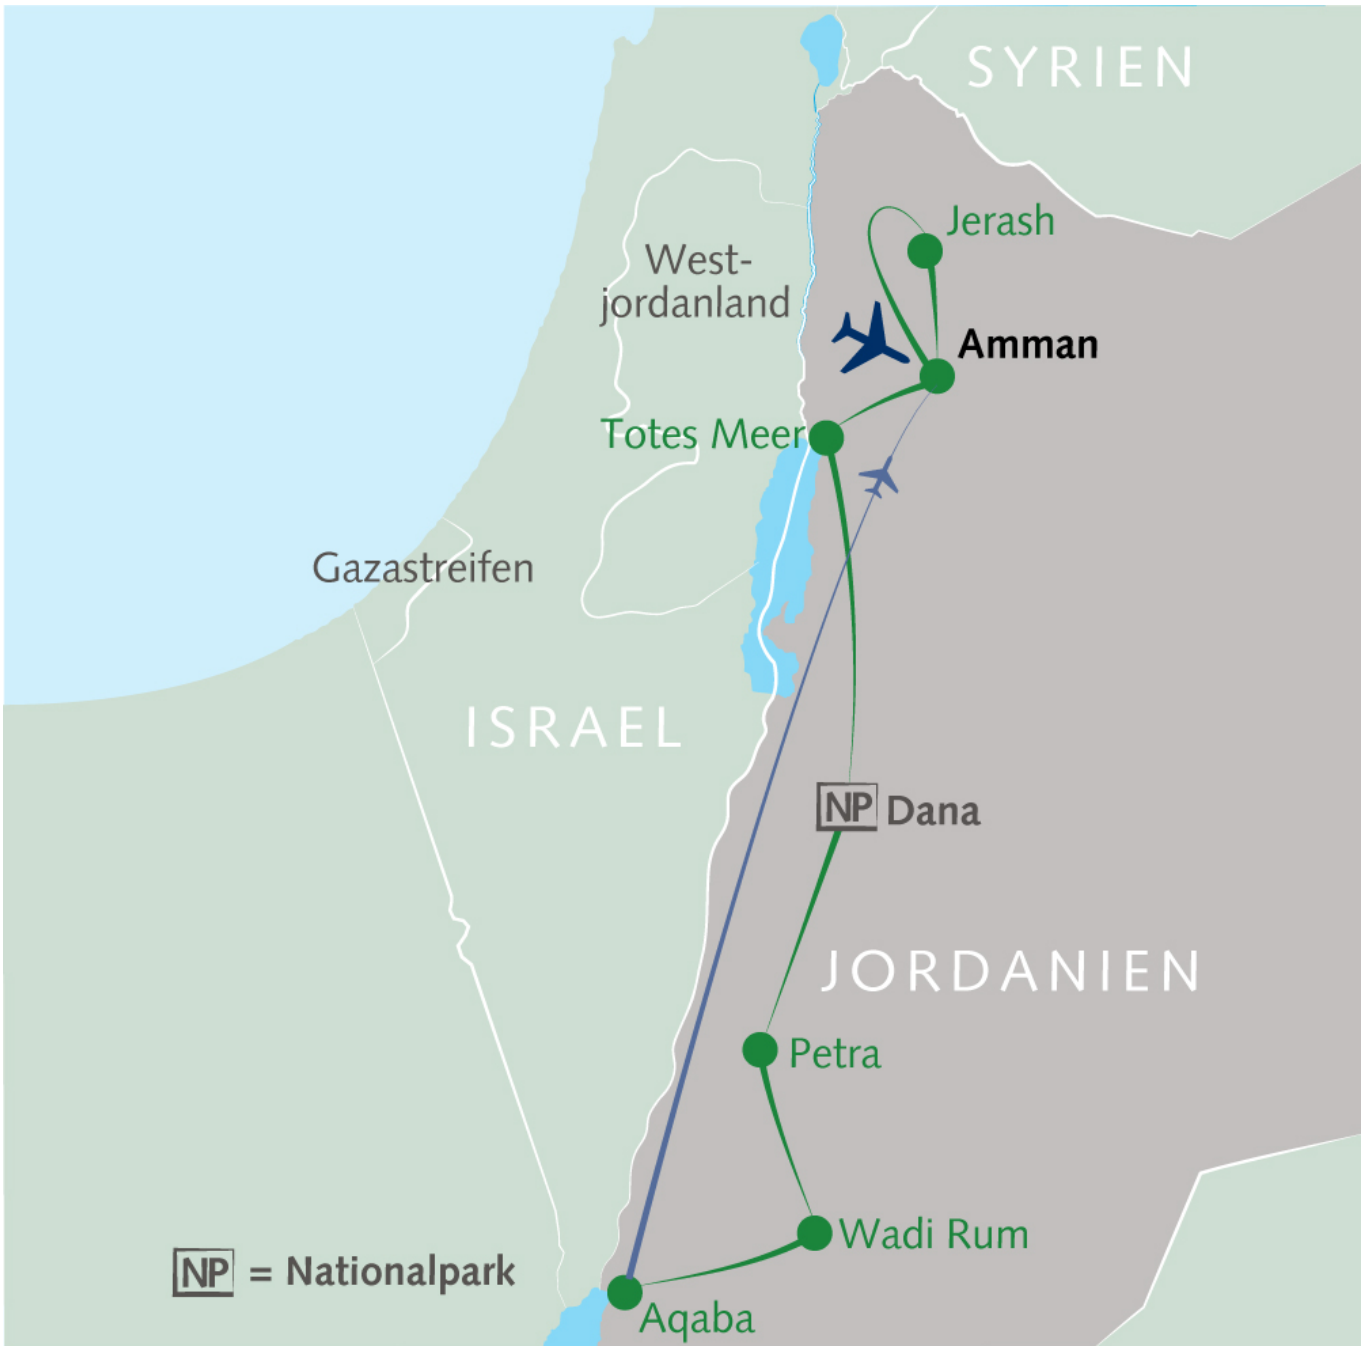 SYRIEN
Jerash
West-
jordanland
Amman
Totes Meer
Gazastreifen
ISRAEL
NP Dana
JORDANIEN
Petra
Wadi Rum
NP = Nationalpark
Aqaba